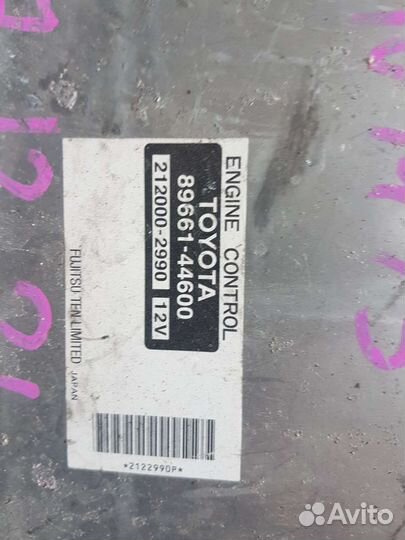 ENGINE CONTROL
TOYOTA
89661-44600
212000-2990 12V
FUJITSU TEN LIMITED JAPAN
*2122990P*
Avito